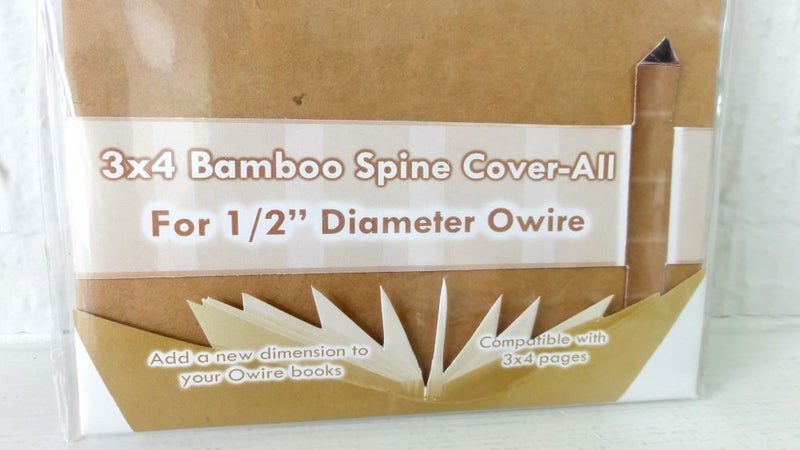 3x4 Bamboo Spine Cover-All
For 1/2” Diameter Owire
Add a new dimension to
your Owire books
Compatible with
3x4 pages